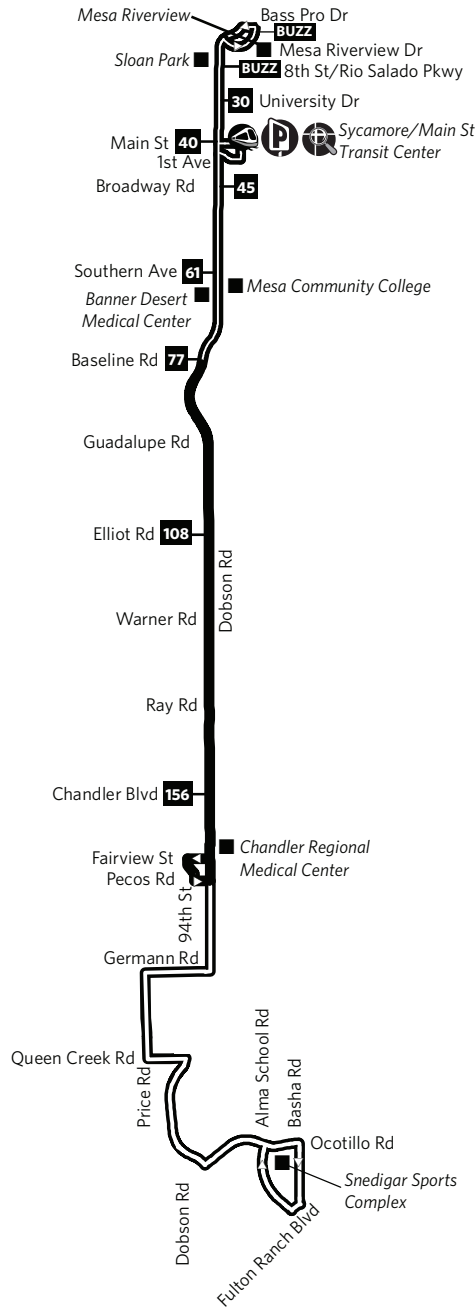 Mesa Riverview
Bass Pro Dr
BUZZ
Mesa Riverview Dr
Sloan Park
BUZZ 8th St/Rio Salado Pkwy
30 University Dr
Main St 40
P
Sycamore/Main St
Transit Center
1st Ave
Broadway Rd
45
Southern Ave 61
Mesa Community College
Banner Desert
Medical Center
Baseline Rd 77
Guadalupe Rd
Elliot Rd 108
Dobson Rd
Warner Rd
Ray Rd
Chandler Blvd 156
Chandler Regional
Medical Center
Fairview St
Pecos Rd
94th St
Germann Rd
Queen Creek Rd
Price Rd
Alma School Rd
Basha Rd
Ocotillo Rd
Snedigar Sports
Complex
Dobson Rd
Fulton Ranch Blvd